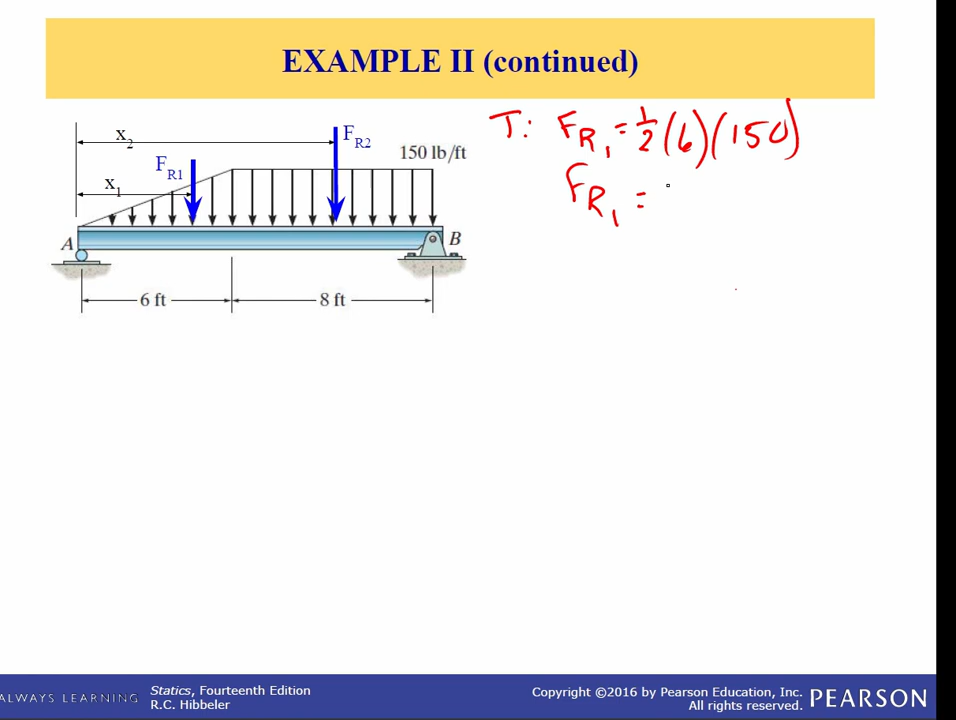 EXAMPLE II (continued)
T: FR1 = 1/2 (6)(150)
FR1 =
x2
FR2
150 lb/ft
FR1
x1
A
B
6 ft
8 ft
ALWAYS LEARNING
Statics, Fourteenth Edition
R.C. Hibbeler
Copyright ©2016 by Pearson Education, Inc.
All rights reserved.
PEARSON